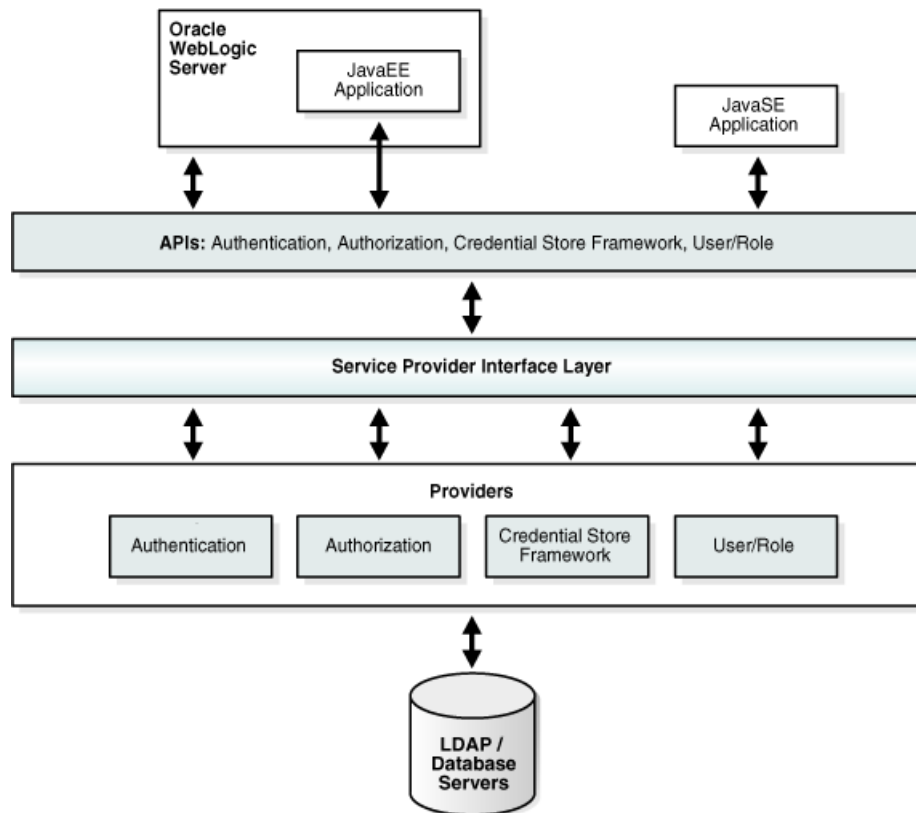 Oracle
WebLogic
Server
JavaEE
Application
JavaSE
Application
APIs: Authentication, Authorization, Credential Store Framework, User/Role
Service Provider Interface Layer
Providers
Authentication
Authorization
Credential Store
Framework
User/Role
LDAP /
Database
Servers